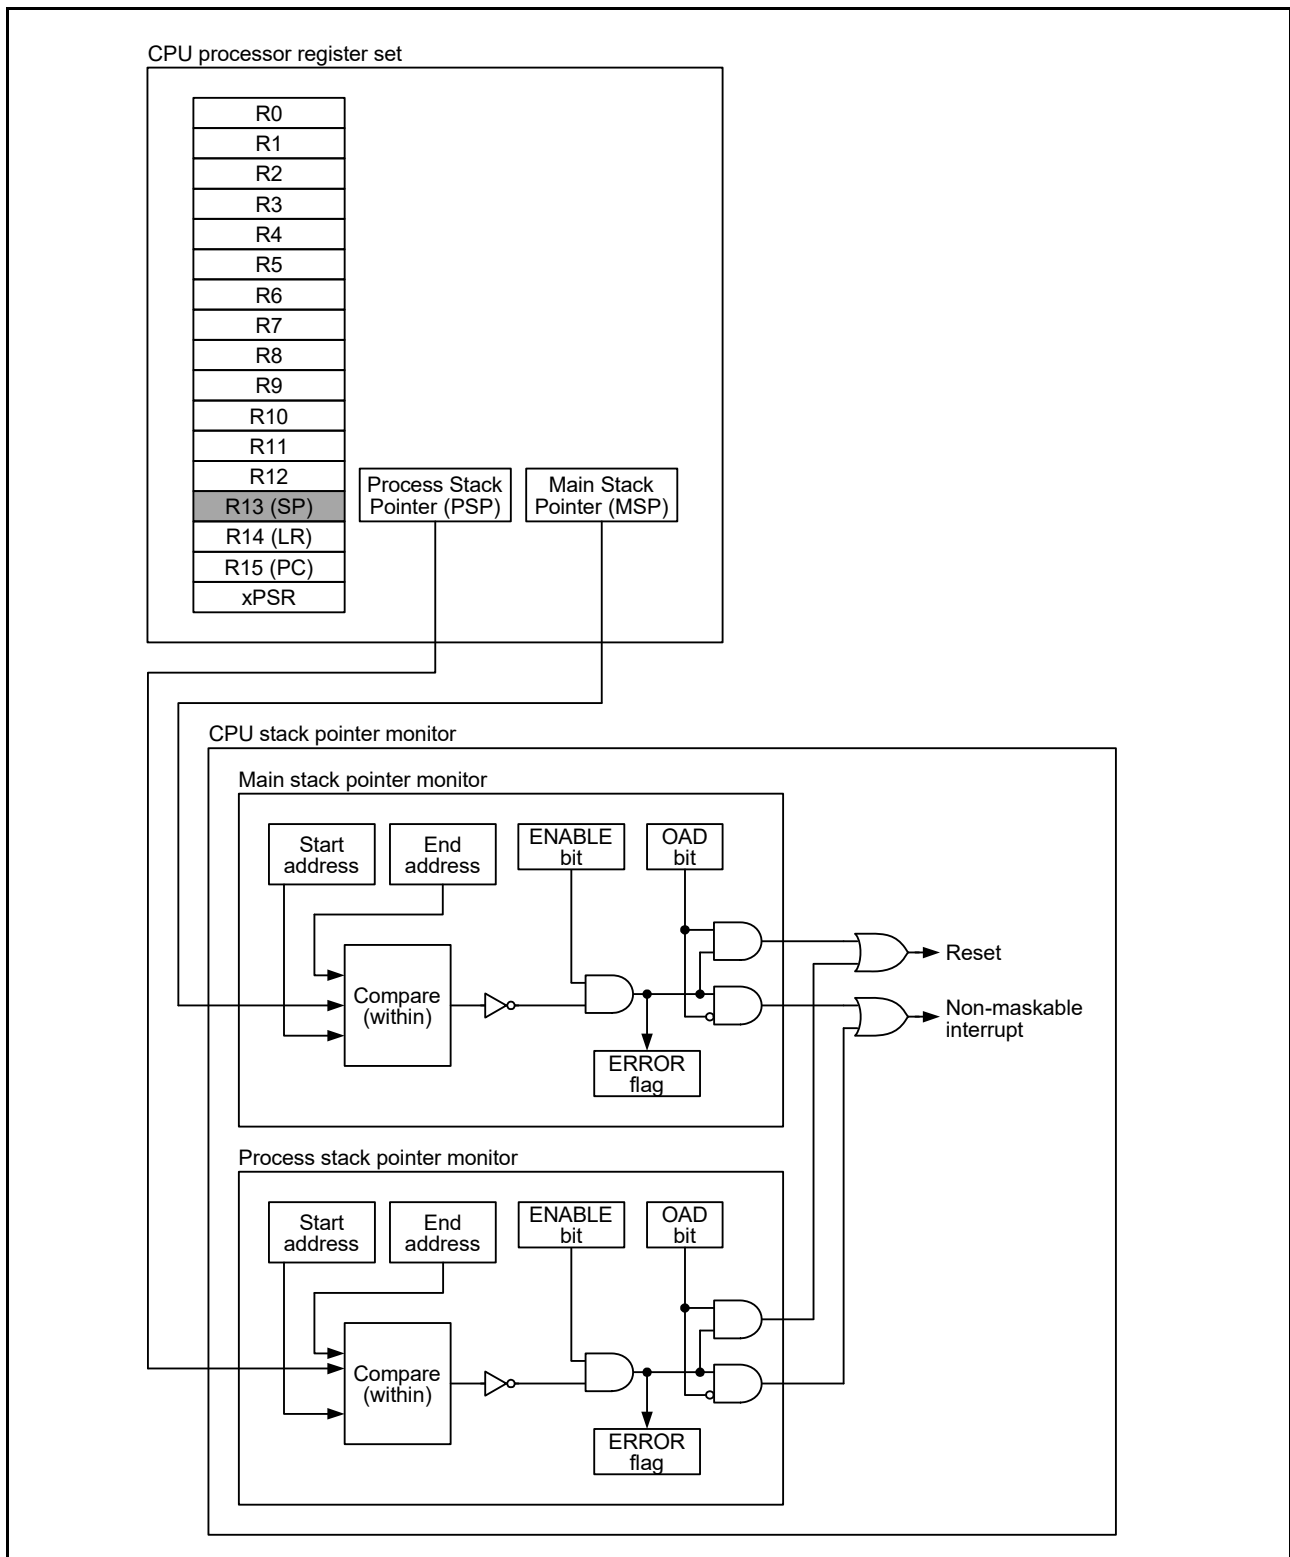 CPU processor register set
R0
R1
R2
R3
R4
R5
R6
R7
R8
R9
R10
R11
R12
R13 (SP)
R14 (LR)
R15 (PC)
xPSR
Process Stack
Pointer (PSP)
Main Stack
Pointer (MSP)
CPU stack pointer monitor
Main stack pointer monitor
Start
address
End
address
ENABLE
bit
OAD
bit
Compare
(within)
ERROR
flag
Reset
Non-maskable
interrupt
Process stack pointer monitor
Start
address
End
address
ENABLE
bit
OAD
bit
Compare
(within)
ERROR
flag